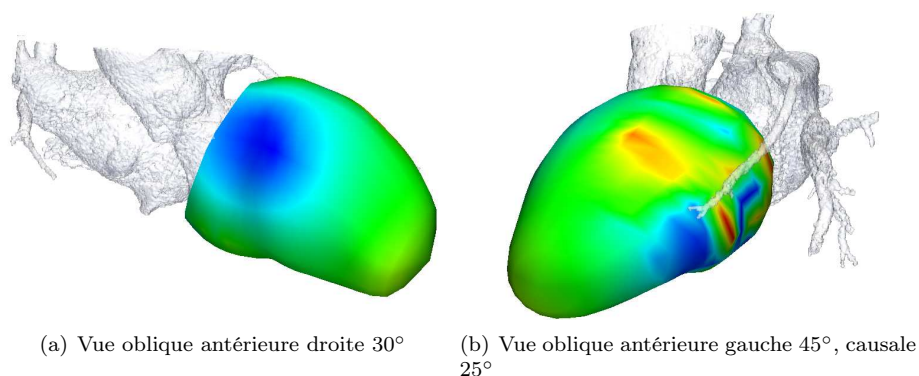 (a) Vue oblique antérieure droite 30°
(b) Vue oblique antérieure gauche 45°, causale
25°